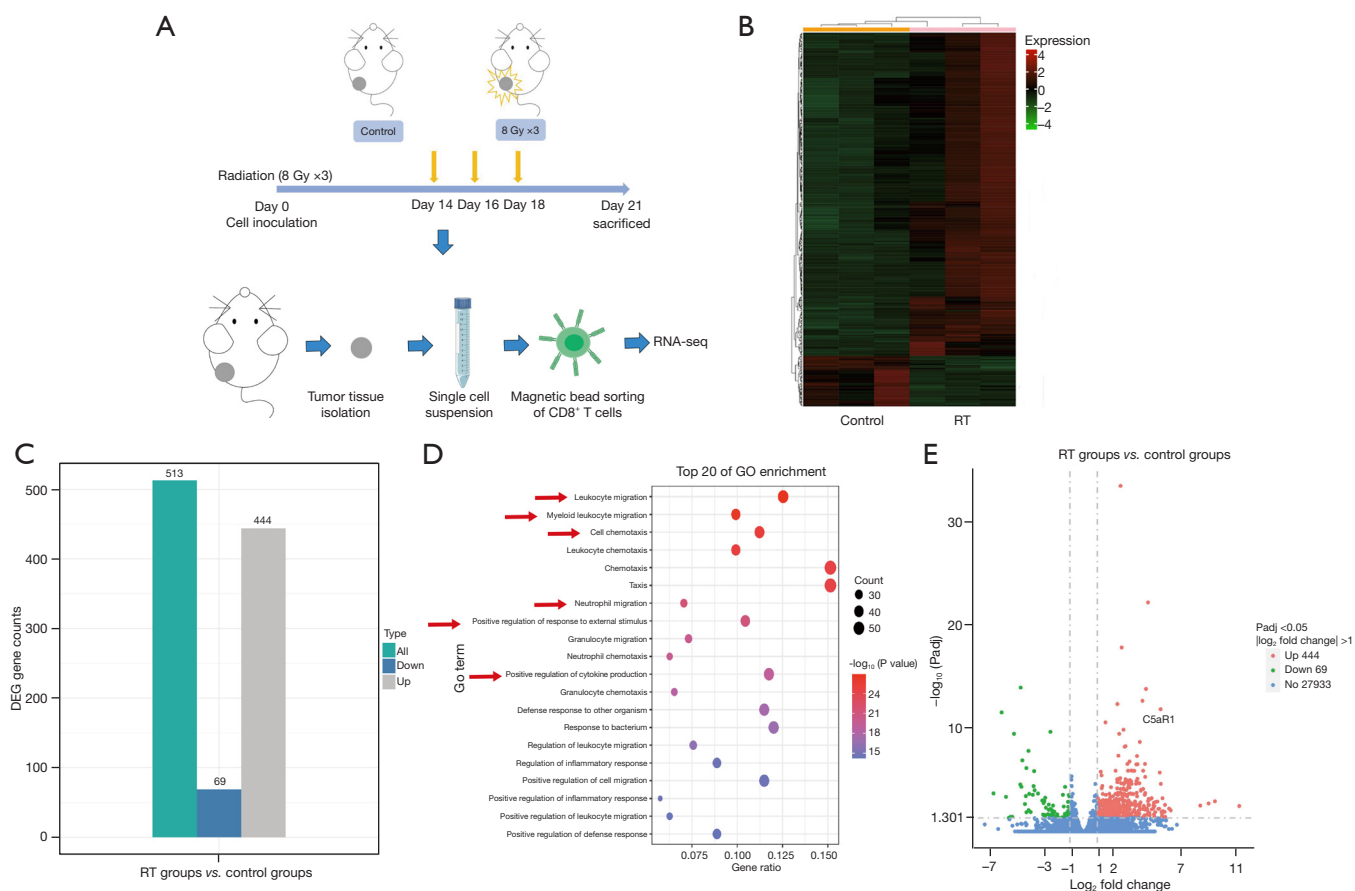 A
Control
8 Gy ×3
Radiation (8 Gy ×3)
Day 0
Cell inoculation
Day 14
Day 16
Day 18
Day 21
sacrificed
Tumor tissue
isolation
Single cell
suspension
Magnetic bead sorting
of CD8⁺ T cells
RNA-seq
B
Expression
4
2
0
−2
−4
Control
RT
C
DEG gene counts
500
400
300
200
100
0
513
69
444
RT groups vs. control groups
Type
All
Down
Up
D
Top 20 of GO enrichment
Go term
Leukocyte migration
Myeloid leukocyte migration
Cell chemotaxis
Leukocyte chemotaxis
Chemotaxis
Taxis
Neutrophil migration
Positive regulation of response to external stimulus
Granulocyte migration
Neutrophil chemotaxis
Positive regulation of cytokine production
Granulocyte chemotaxis
Defense response to other organism
Response to bacterium
Regulation of leukocyte migration
Regulation of inflammatory response
Positive regulation of cell migration
Positive regulation of inflammatory response
Positive regulation of leukocyte migration
Positive regulation of defense response
0.075 0.100 0.125 0.150
Gene ratio
Count
30
40
50
-log₁₀ (P value)
24
21
18
15
E
RT groups vs. control groups
−log₁₀ (Padj)
30
20
10
1.301
C5aR1
−7 −3 −1 1 2 7 11
Log₂ fold change
Padj <0.05
|log₂ fold change| >1
Up 444
Down 69
No 27933